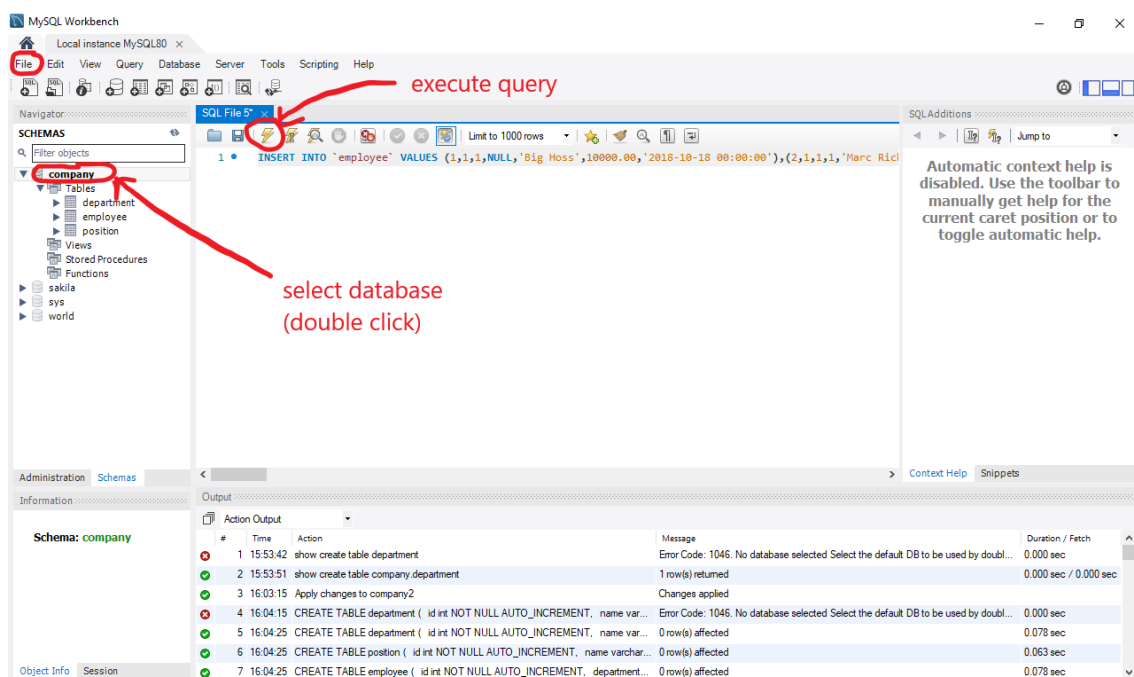 MySQL Workbench
Local instance MySQL80
File Edit View Query Database Server Tools Scripting Help
execute query
Navigator
SCHEMAS
Filter objects
company
Tables
department
employee
position
Views
Stored Procedures
Functions
sakila
sys
world
Administration Schemas
Information
Schema: company
Object Info Session
SQL File 5*
Limit to 1000 rows
1 INSERT INTO `employee` VALUES (1,1,1,NULL,'Big Hoss',10000.00,'2018-10-18 00:00:00'),(2,1,1,1,'Marc Rich
select database
(double click)
SQLAdditions
Jump to
Automatic context help is
disabled. Use the toolbar to
manually get help for the
current caret position or to
toggle automatic help.
Context Help Snippets
Output
Action Output
# Time Action Message Duration / Fetch
1 15:53:42 show create table department Error Code: 1046. No database selected Select the default DB to be used by doubl... 0.000 sec
2 15:53:51 show create table company.department 1 row(s) returned 0.000 sec / 0.000 sec
3 16:03:15 Apply changes to company2 Changes applied
4 16:04:15 CREATE TABLE department ( id int NOT NULL AUTO_INCREMENT, name var... Error Code: 1046. No database selected Select the default DB to be used by doubl... 0.000 sec
5 16:04:25 CREATE TABLE department ( id int NOT NULL AUTO_INCREMENT, name var... 0 row(s) affected 0.078 sec
6 16:04:25 CREATE TABLE position ( id int NOT NULL AUTO_INCREMENT, name varchar... 0 row(s) affected 0.063 sec
7 16:04:25 CREATE TABLE employee ( id int NOT NULL AUTO_INCREMENT, department... 0 row(s) affected 0.078 sec